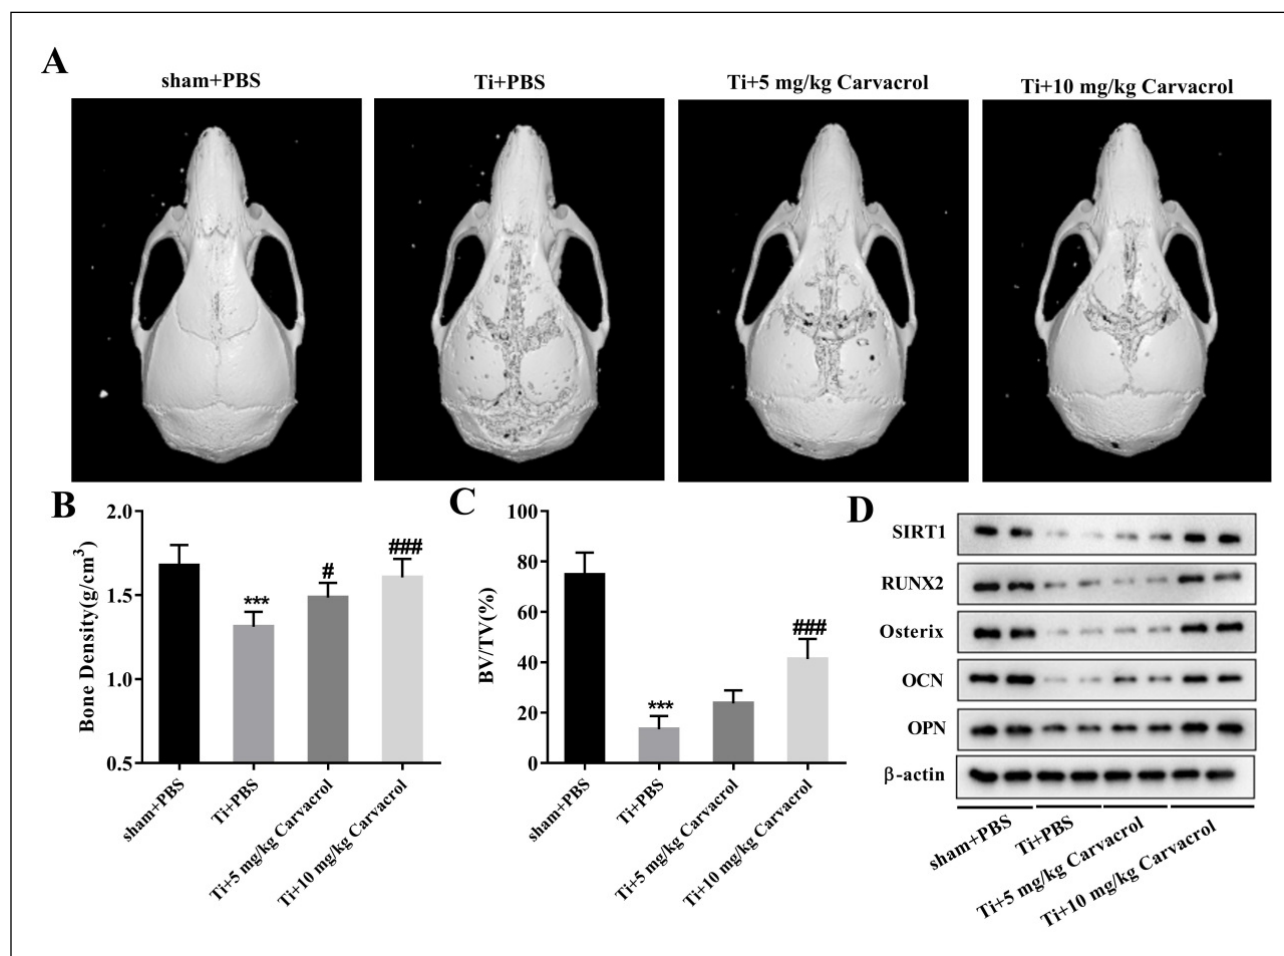 A
sham+PBS
Ti+PBS
Ti+5 mg/kg Carvacrol
Ti+10 mg/kg Carvacrol
B
Bone Density(g/cm³)
2.0
1.5
1.0
0.5
***
#
###
sham+PBS
Ti+PBS
Ti+5 mg/kg Carvacrol
Ti+10 mg/kg Carvacrol
C
BV/TV(%)
100
80
60
40
20
0
***
###
sham+PBS
Ti+PBS
Ti+5 mg/kg Carvacrol
Ti+10 mg/kg Carvacrol
D
SIRT1
RUNX2
Osterix
OCN
OPN
β-actin
sham+PBS
Ti+PBS
Ti+5 mg/kg Carvacrol
Ti+10 mg/kg Carvacrol